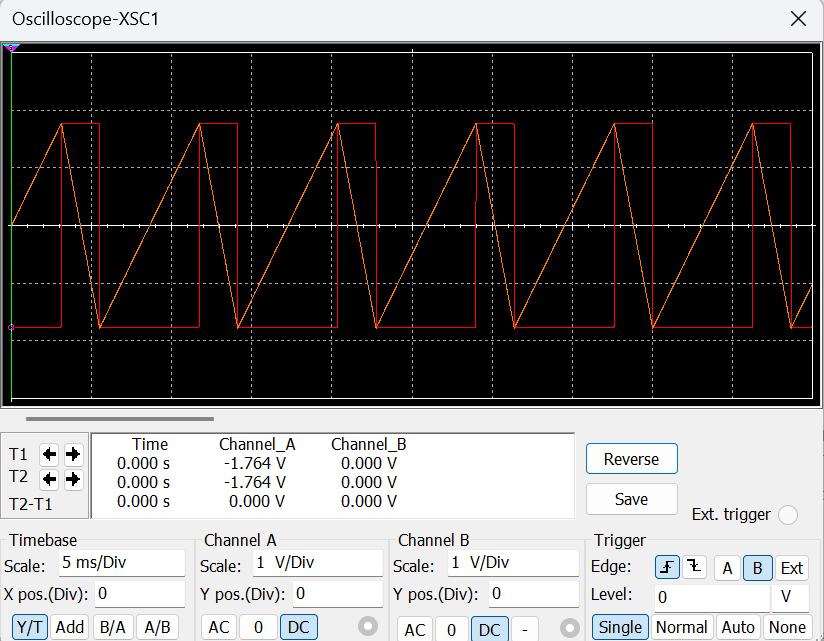 Oscilloscope-XSC1
Time Channel_A Channel_B
T1 0.000 s -1.764 V 0.000 V
T2 0.000 s -1.764 V 0.000 V
T2-T1 0.000 s 0.000 V 0.000 V
Reverse
Save
Ext. trigger
Timebase Channel A Channel B Trigger
Scale: 5 ms/Div Scale: 1 V/Div Scale: 1 V/Div Edge: A B Ext
X pos.(Div): 0 Y pos.(Div): 0 Y pos.(Div): 0 Level: 0 V
Y/T Add B/A A/B AC 0 DC AC 0 DC - Single Normal Auto None